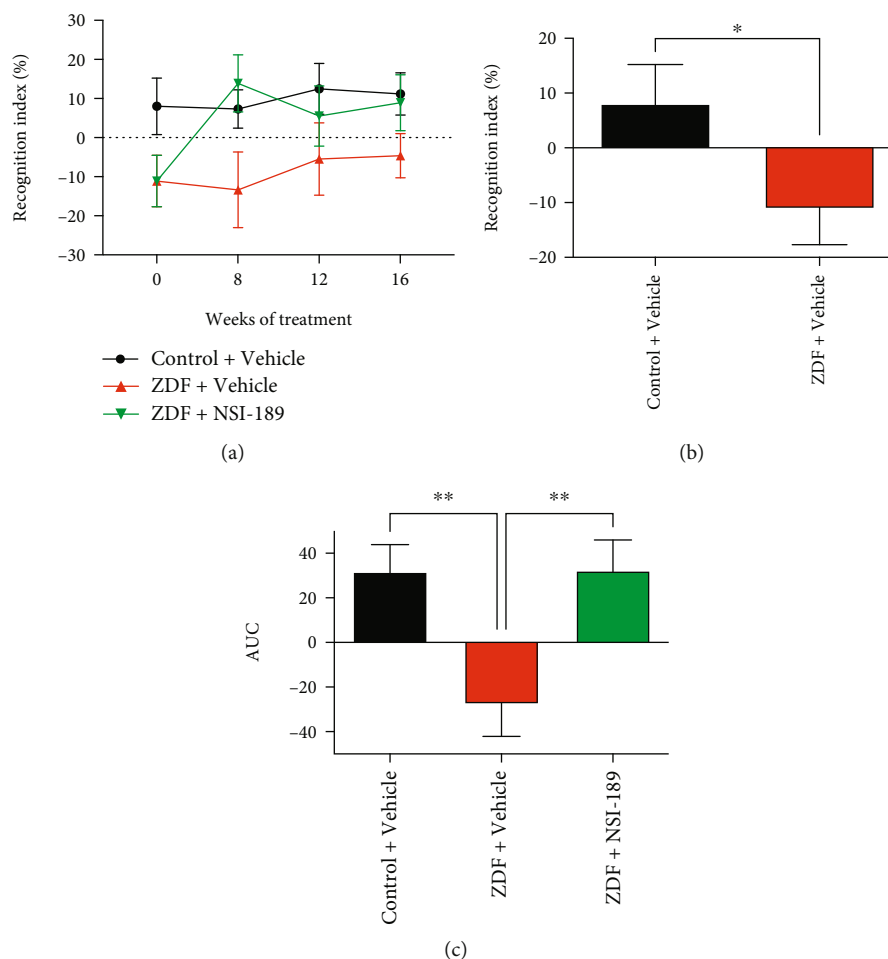 Recognition index (%)
30
20
10
0
–10
–20
–30
0
8
12
16
Weeks of treatment
Control + Vehicle
ZDF + Vehicle
ZDF + NSI-189
(a)
Recognition index (%)
20
10
0
–10
–20
*
Control + Vehicle
ZDF + Vehicle
(b)
AUC
40
20
0
–20
–40
**
**
Control + Vehicle
ZDF + Vehicle
ZDF + NSI-189
(c)